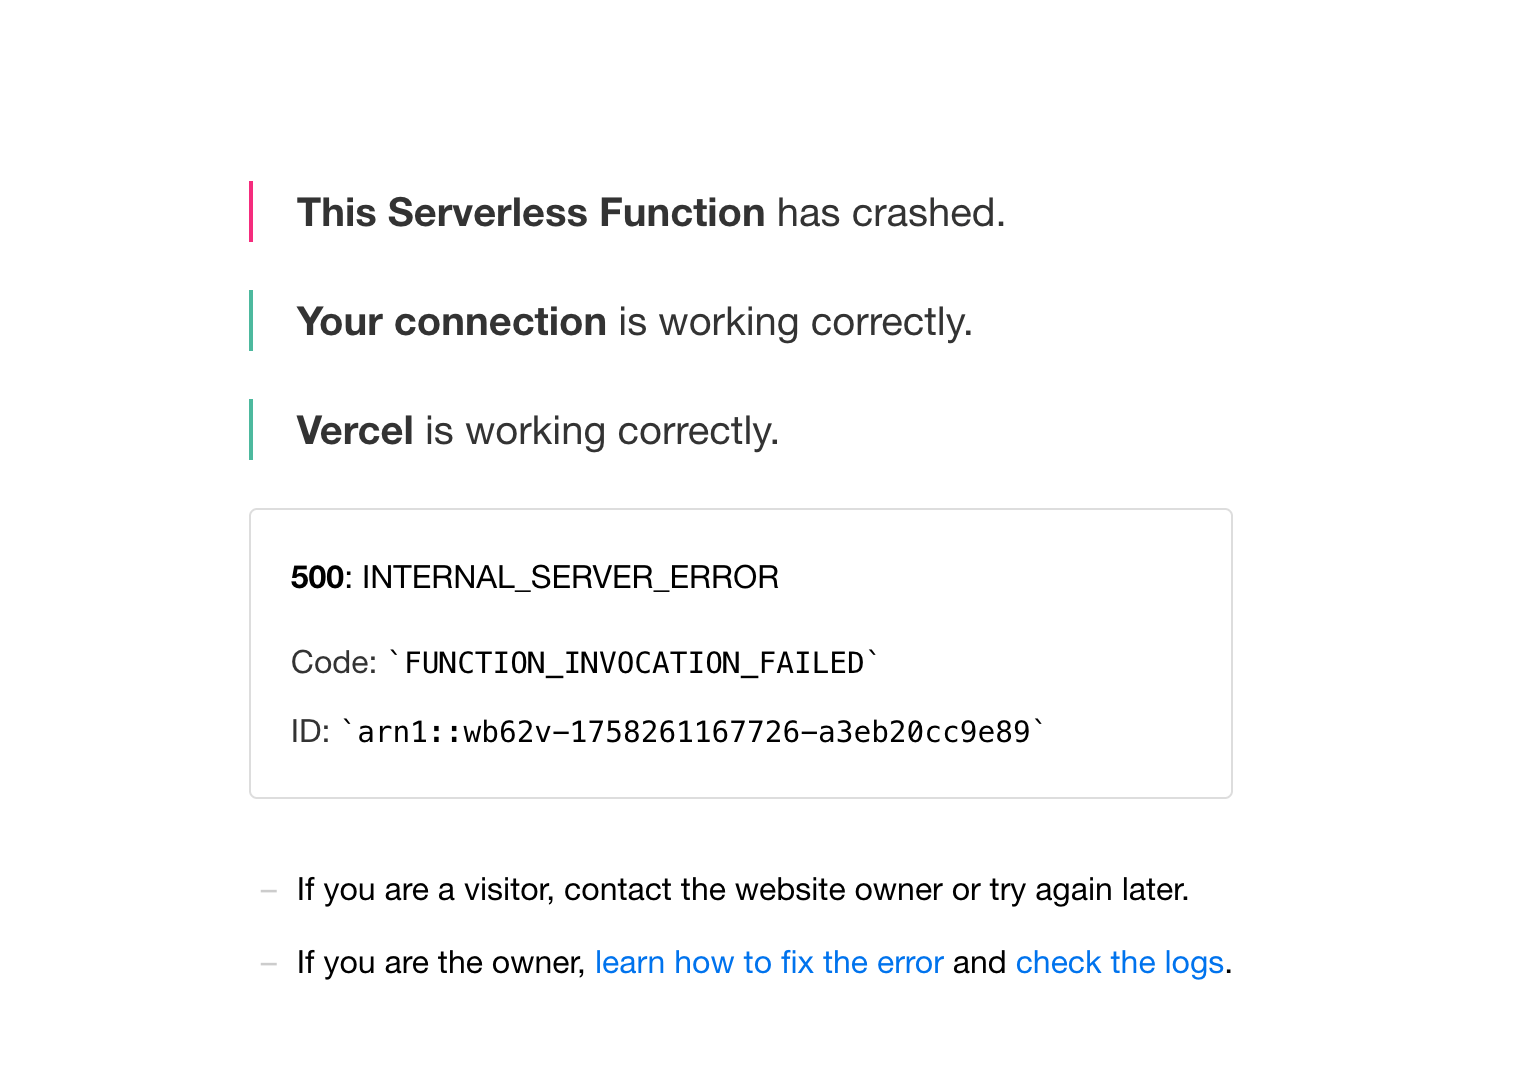 This Serverless Function has crashed.
Your connection is working correctly.
Vercel is working correctly.
500: INTERNAL_SERVER_ERROR
Code: `FUNCTION_INVOCATION_FAILED`
ID: `arn1::wb62v-1758261167726-a3eb20cc9e89`
– If you are a visitor, contact the website owner or try again later.
– If you are the owner, learn how to fix the error and check the logs.